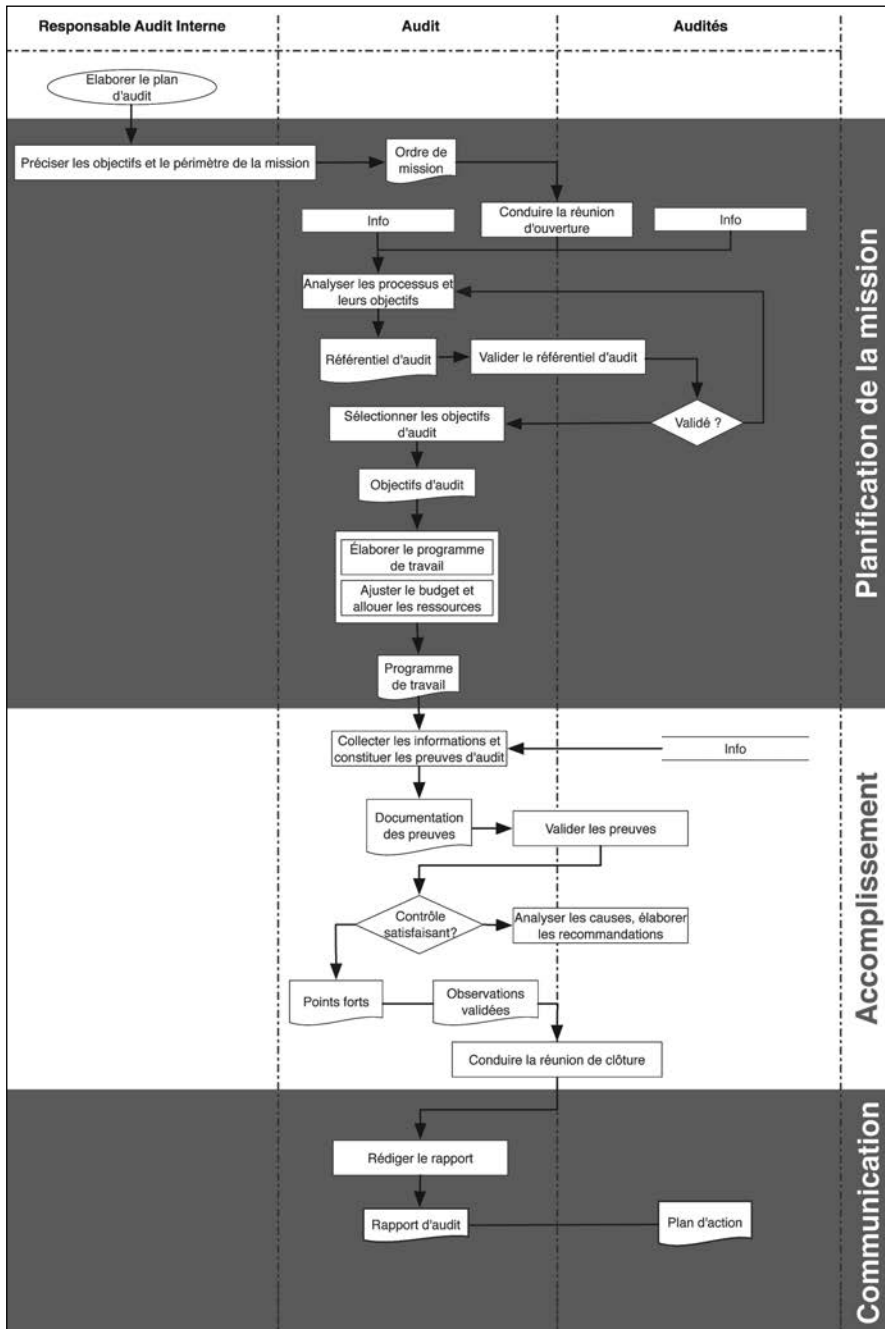 Responsable Audit Interne
Audit
Audités
Elaborer le plan
d'audit
Préciser les objectifs et le périmètre de la mission
Ordre de
mission
Conduire la réunion
d'ouverture
Info
Info
Analyser les processus et
leurs objectifs
Référentiel d'audit
Valider le référentiel d'audit
Validé ?
Sélectionner les objectifs
d'audit
Objectifs d'audit
Élaborer le programme
de travail
Ajuster le budget et
allouer les ressources
Programme
de travail
Planification de la mission
Collecter les informations et
constituer les preuves d'audit
Info
Documentation
des preuves
Valider les preuves
Contrôle
satisfaisant?
Analyser les causes, élaborer
les recommandations
Points forts
Observations
validées
Conduire la réunion de clôture
Accomplissement
Rédiger le rapport
Rapport d'audit
Plan d'action
Communication